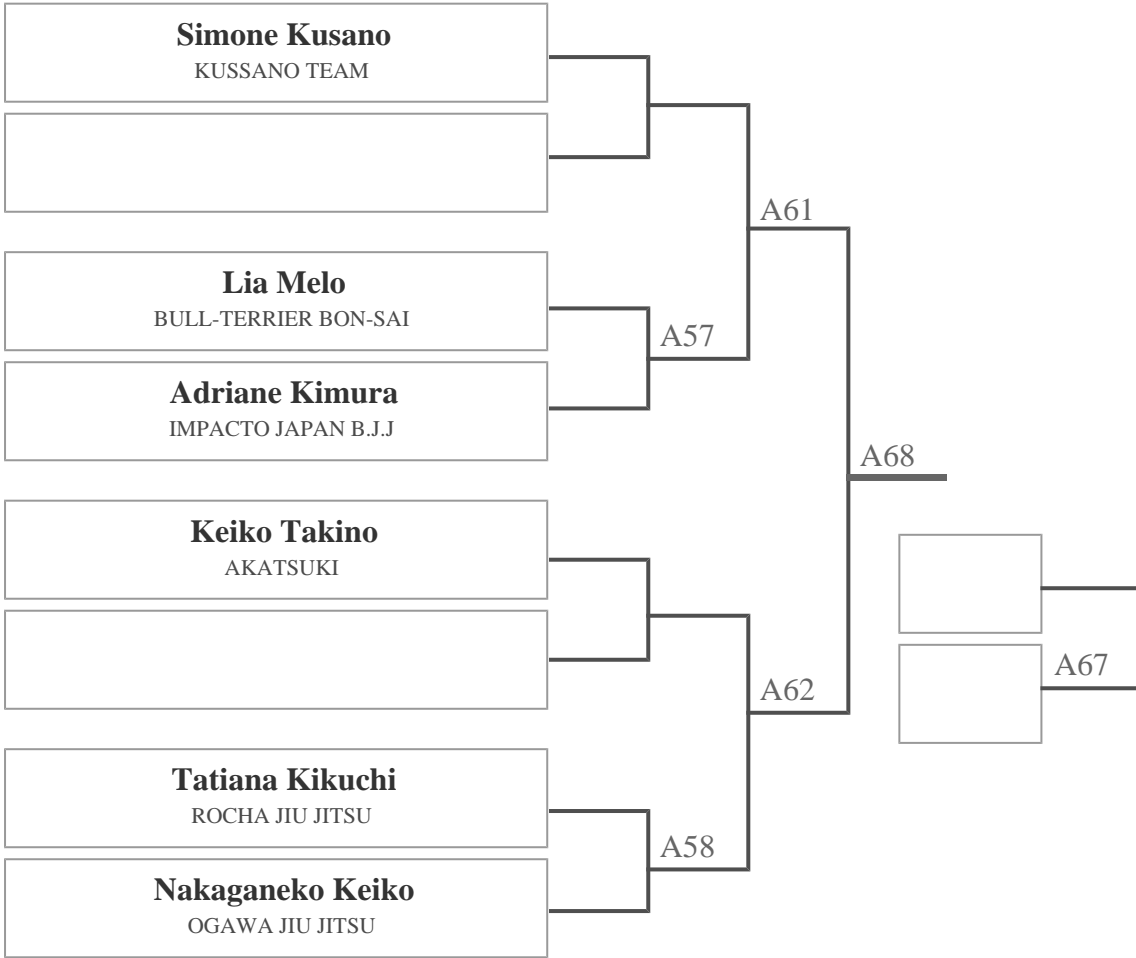 Simone Kusano
KUSSANO TEAM
A61
Lia Melo
BULL-TERRIER BON-SAI
A57
Adriane Kimura
IMPACTO JAPAN B.J.J
A68
Keiko Takino
AKATSUKI
A67
A62
Tatiana Kikuchi
ROCHA JIU JITSU
A58
Nakaganeko Keiko
OGAWA JIU JITSU